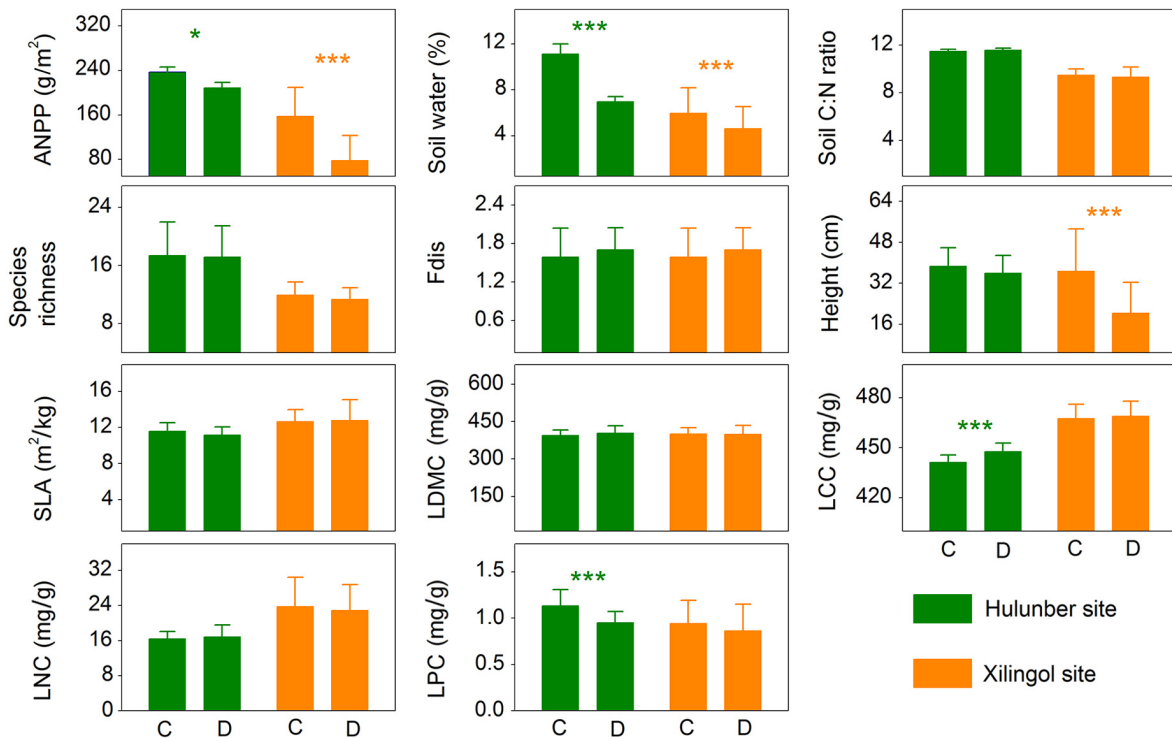 ANPP (g/m²)
320
240
160
80
*
***
Soil water (%)
12
8
4
***
***
Soil C:N ratio
12
8
4
Species
richness
24
16
8
Fdis
2.4
1.8
1.2
0.6
Height (cm)
64
48
32
16
***
SLA (m²/kg)
16
12
8
4
LDMC (mg/g)
600
450
300
150
LCC (mg/g)
480
450
420
***
C D C D
LNC (mg/g)
32
24
16
8
0
C D C D
LPC (mg/g)
1.5
1.0
0.5
0.0
***
C D C D
Hulunber site
Xilingol site